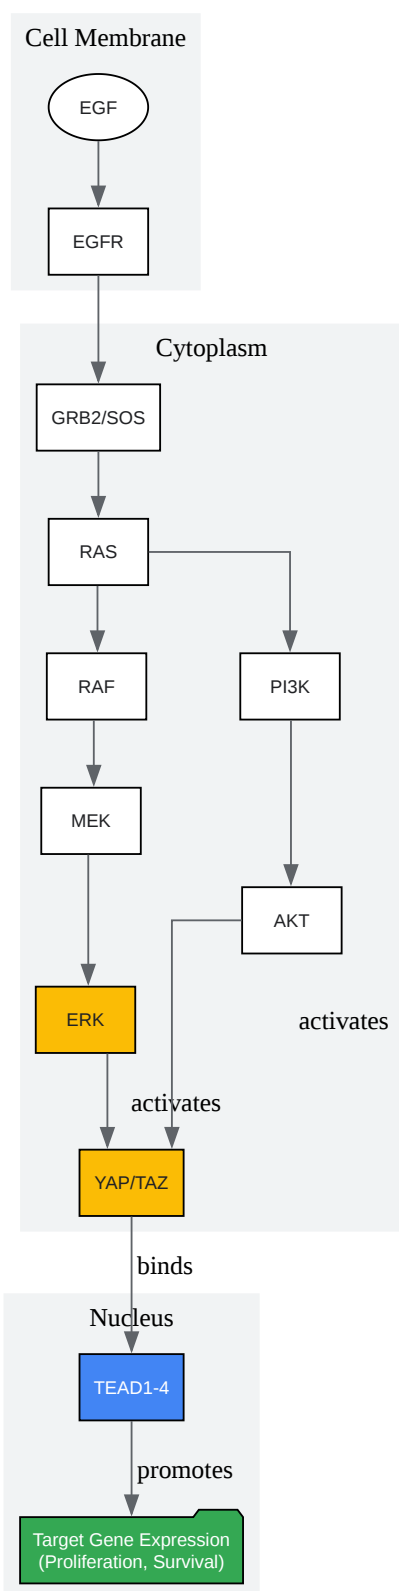 Cell Membrane
EGF
EGFR
Cytoplasm
GRB2/SOS
RAS
RAF
PI3K
MEK
AKT
ERK
activates
activates
YAP/TAZ
binds
Nucleus
TEAD1-4
promotes
Target Gene Expression
(Proliferation, Survival)